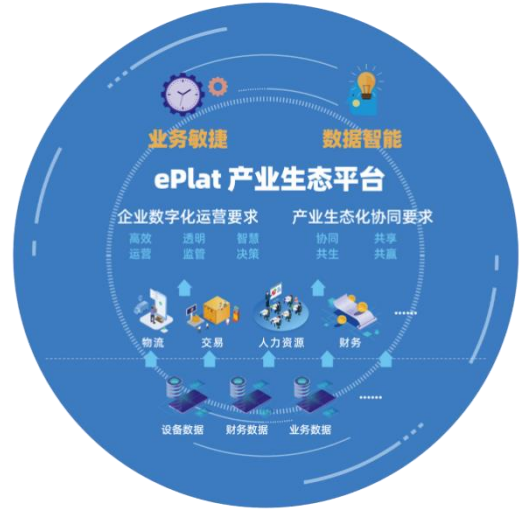 业务敏捷 数据智能
ePlat 产业生态平台
企业数字化运营要求 产业生态化协同要求
高效 透明 智慧 协同 共享
运营 监管 决策 共生 共赢
物流 交易 人力资源 财务 ······
设备数据 财务数据 业务数据 ······